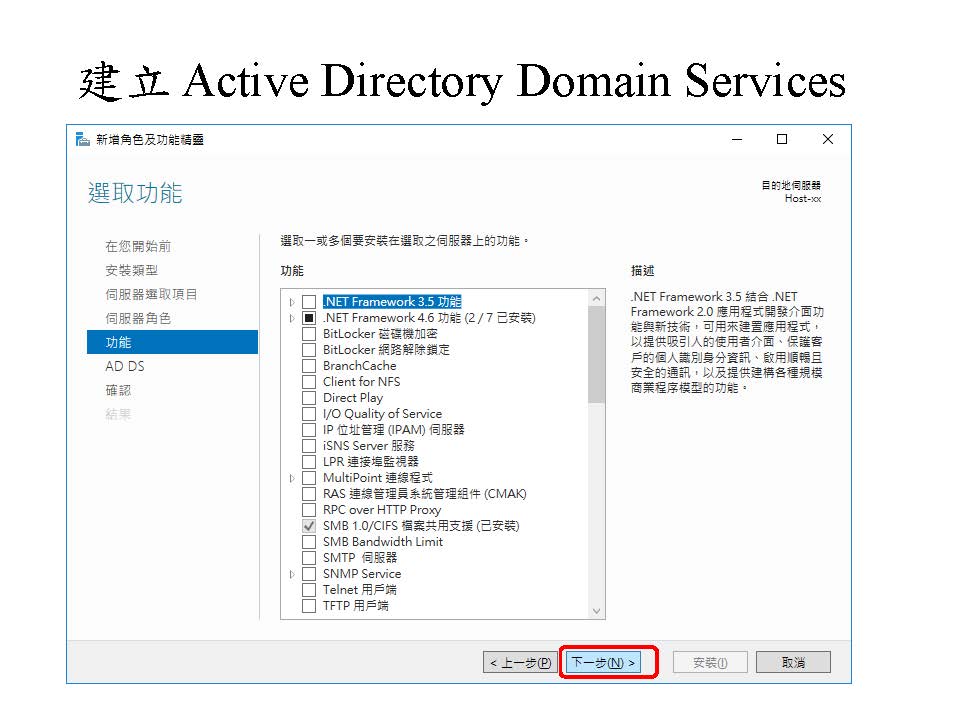 建立 Active Directory Domain Services
新增角色及功能精靈
選取功能
目的地伺服器
Host-xx
在您開始前
安裝類型
伺服器選取項目
伺服器角色
功能
AD DS
確認
結果
選取一或多個要安裝在選取之伺服器上的功能。
功能
.NET Framework 3.5 功能
.NET Framework 4.6 功能 (2 / 7 已安裝)
BitLocker 磁碟機加密
BitLocker 網路解除鎖定
BranchCache
Client for NFS
Direct Play
I/O Quality of Service
IP 位址管理 (IPAM) 伺服器
iSNS Server 服務
LPR 連接埠監視器
MultiPoint 連線程式
RAS 連線管理員系統管理組件 (CMAK)
RPC over HTTP Proxy
SMB 1.0/CIFS 檔案共用支援 (已安裝)
SMB Bandwidth Limit
SMTP 伺服器
SNMP Service
Telnet 用戶端
TFTP 用戶端
描述
.NET Framework 3.5 結合 .NET
Framework 2.0 應用程式開發介面功
能與新技術，可用來建置應用程式，
以提供吸引人的使用者介面、保護客
戶的個人識別身分資訊、啟用順暢且
安全的通訊，以及提供建構各種規模
商業程序模型的功能。
< 上一步(P)
下一步(N) >
安裝(I)
取消